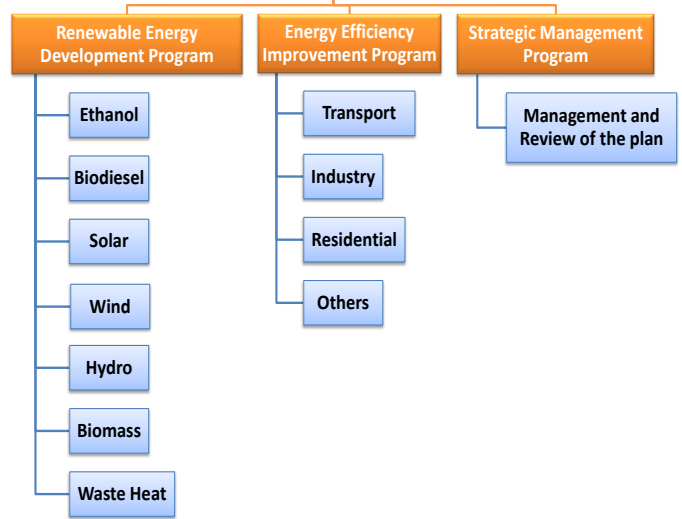 Renewable Energy
Development Program
Energy Efficiency
Improvement Program
Strategic Management
Program
Ethanol
Biodiesel
Solar
Wind
Hydro
Biomass
Waste Heat
Transport
Industry
Residential
Others
Management and
Review of the plan